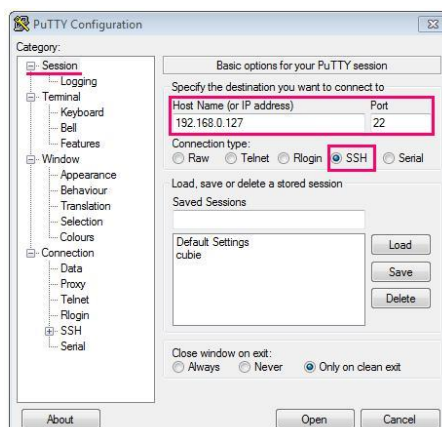 PuTTY Configuration
Category:
Session
Logging
Terminal
Keyboard
Bell
Features
Window
Appearance
Behaviour
Translation
Selection
Colours
Connection
Data
Proxy
Telnet
Rlogin
SSH
Serial
Basic options for your PuTTY session
Specify the destination you want to connect to
Host Name (or IP address) Port
192.168.0.127 22
Connection type:
Raw Telnet Rlogin SSH Serial
Load, save or delete a stored session
Saved Sessions
Default Settings
cubie
Load
Save
Delete
Close window on exit:
Always Never Only on clean exit
About Open Cancel